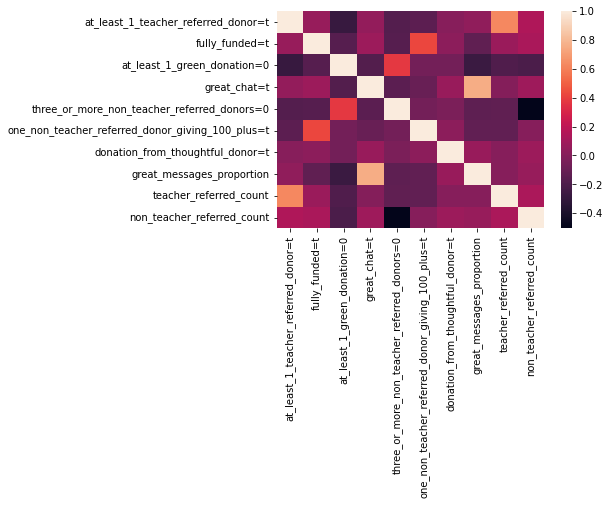 at_least_1_teacher_referred_donor=t
fully_funded=t
at_least_1_green_donation=0
great_chat=t
three_or_more_non_teacher_referred_donors=0
one_non_teacher_referred_donor_giving_100_plus=t
donation_from_thoughtful_donor=t
great_messages_proportion
teacher_referred_count
non_teacher_referred_count
at_least_1_teacher_referred_donor=t
fully_funded=t
at_least_1_green_donation=0
great_chat=t
three_or_more_non_teacher_referred_donors=0
one_non_teacher_referred_donor_giving_100_plus=t
donation_from_thoughtful_donor=t
great_messages_proportion
teacher_referred_count
non_teacher_referred_count
1.0
0.8
0.6
0.4
0.2
0.0
−0.2
−0.4